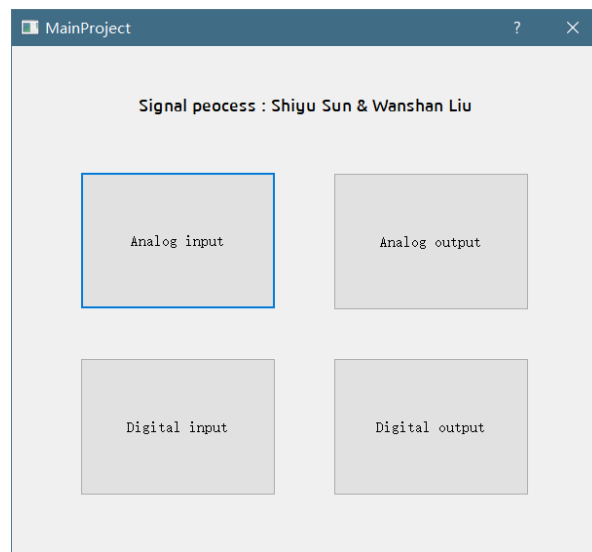 MainProject ?
Signal peocess : Shiyu Sun & Wanshan Liu
Analog input
Analog output
Digital input
Digital output